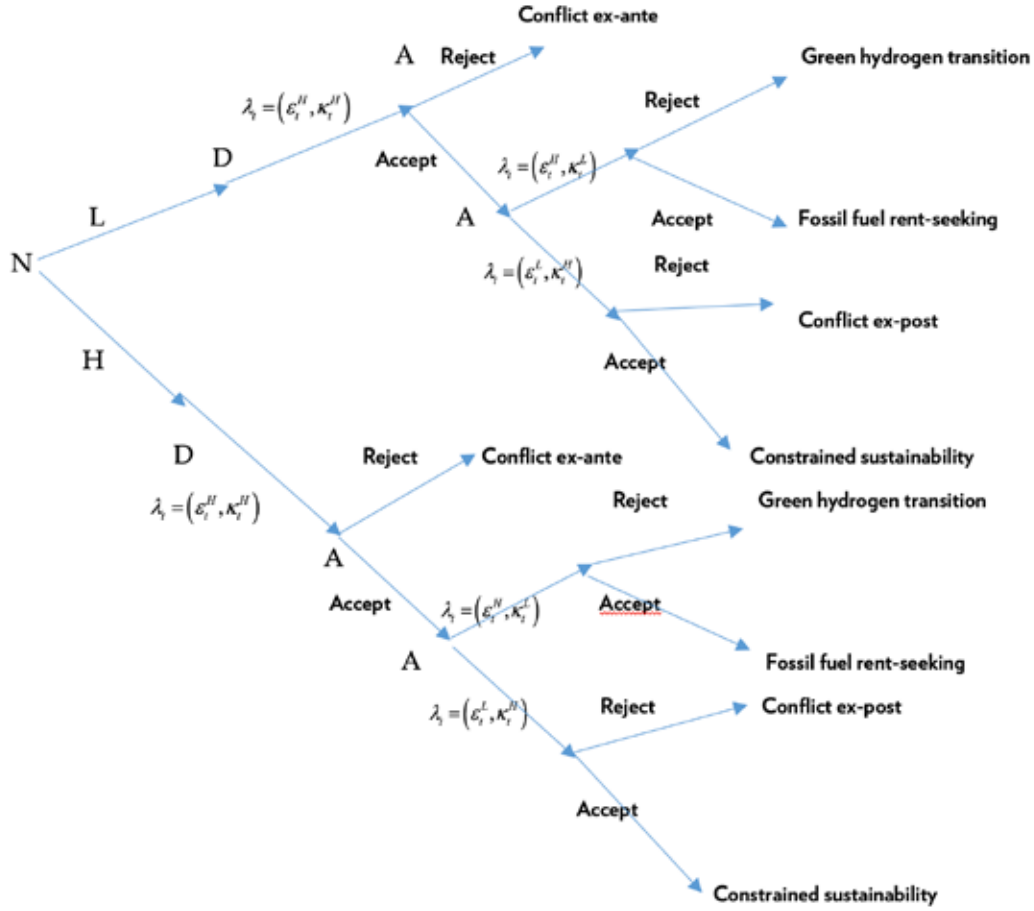 Conflict ex-ante
A Reject
Green hydrogen transition
λₜ = (εₜᴴ, κₜᴴ)
Reject
D
Accept
λₜ = (εₜᴴ, κₜᴸ)
L
A
Accept
Fossil fuel rent-seeking
N
λₜ = (εₜᴸ, κₜᴴ)
Reject
Conflict ex-post
H
Accept
D
Reject
Conflict ex-ante
Constrained sustainability
λₜ = (εₜᴴ, κₜᴴ)
Reject
Green hydrogen transition
A
Accept
λₜ = (εₜᴴ, κₜᴸ)
Accept
A
Fossil fuel rent-seeking
λₜ = (εₜᴸ, κₜᴴ)
Reject
Conflict ex-post
Accept
Constrained sustainability